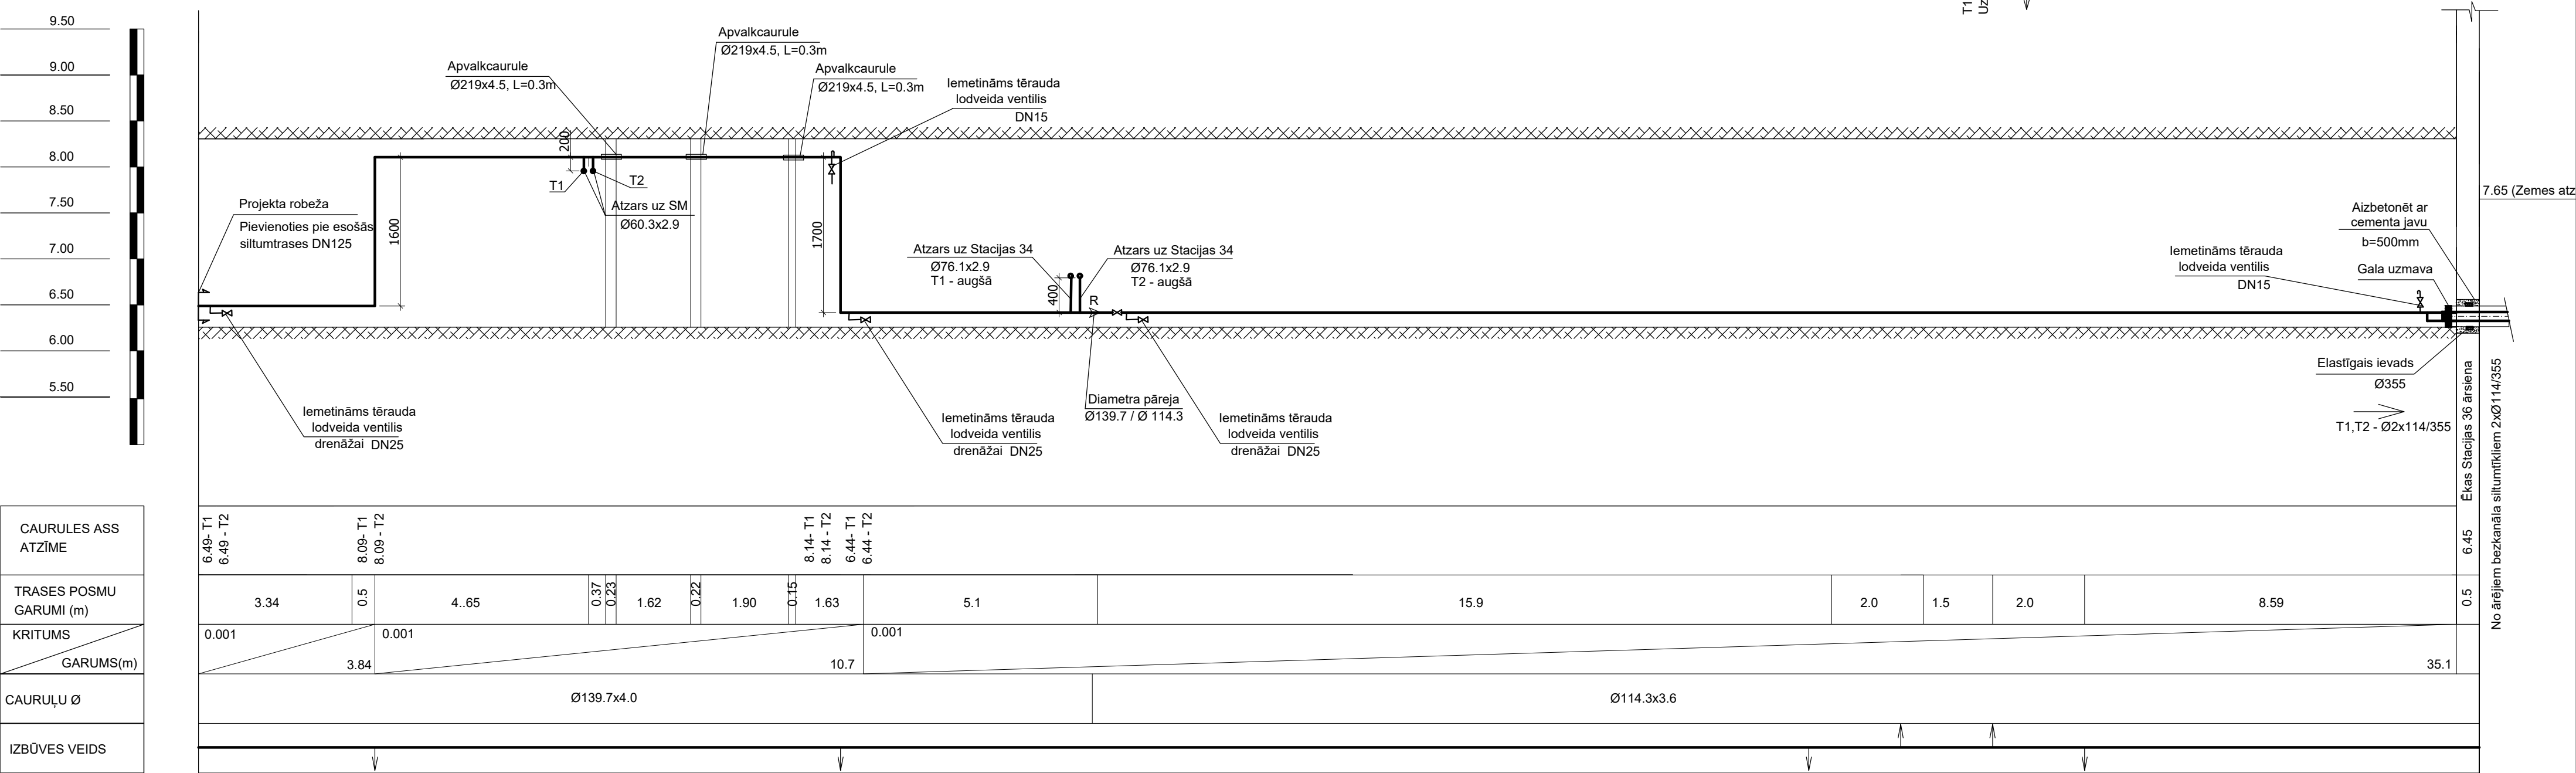 9.50
9.00
8.50
8.00
7.50
7.00
6.50
6.00
5.50
T1
Uz
Apvalkcaurule
Ø219x4.5, L=0.3m
Apvalkcaurule
Ø219x4.5, L=0.3m
Apvalkcaurule
Ø219x4.5, L=0.3m
Iemetināms tērauda
lodveida ventilis
DN15
200
T1
T2
Atzars uz SM
Ø60.3x2.9
Projekta robeža
Pievienoties pie esošās
siltumtrases DN125
1600
1700
Atzars uz Stacijas 34
Ø76.1x2.9
T1 - augšā
Atzars uz Stacijas 34
Ø76.1x2.9
T2 - augšā
400
R
7.65 (Zemes atz
Aizbetonēt ar
cementa javu
b=500mm
Iemetināms tērauda
lodveida ventilis
DN15
Gala uzmava
Iemetināms tērauda
lodveida ventilis
drenāžai DN25
Iemetināms tērauda
lodveida ventilis
drenāžai DN25
Diametra pāreja
Ø139.7 / Ø 114.3
Iemetināms tērauda
lodveida ventilis
drenāžai DN25
Elastīgais ievads
Ø355
T1,T2 - Ø2x114/355
Ēkas Stacijas 36 ārsiena
No ārējiem bezkanāla siltumtīkliem 2xØ114/355
CAURULES ASS
ATZĪME
6.49- T1
6.49 - T2
8.09- T1
8.09 - T2
8.14- T1
8.14 - T2
6.44- T1
6.44 - T2
6.45
TRASES POSMU
GARUMI (m)
3.34
0.5
4..65
0.37
0.23
1.62
0.22
1.90
0.15
1.63
5.1
15.9
2.0
1.5
2.0
8.59
0.5
KRITUMS
GARUMS(m)
0.001
3.84
0.001
10.7
0.001
35.1
CAURUĻU Ø
Ø139.7x4.0
Ø114.3x3.6
IZBŪVES VEIDS